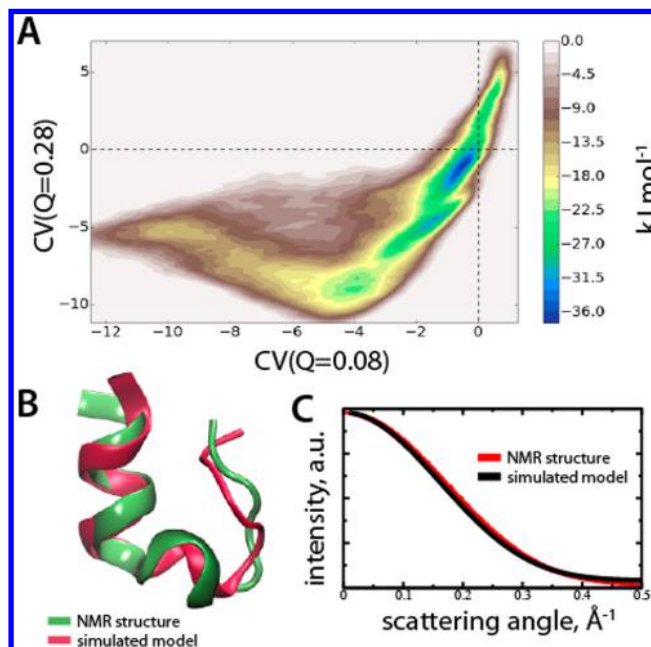 A
5
0
−5
−10
CV(Q=0.28)
−12
−10
−8
−6
−4
−2
0
CV(Q=0.08)
0.0
−4.5
−9.0
−13.5
−18.0
−22.5
−27.0
−31.5
−36.0
kJ mol⁻¹
B
NMR structure
simulated model
C
intensity, a.u.
NMR structure
simulated model
0
0.1
0.2
0.3
0.4
0.5
scattering angle, Å⁻¹